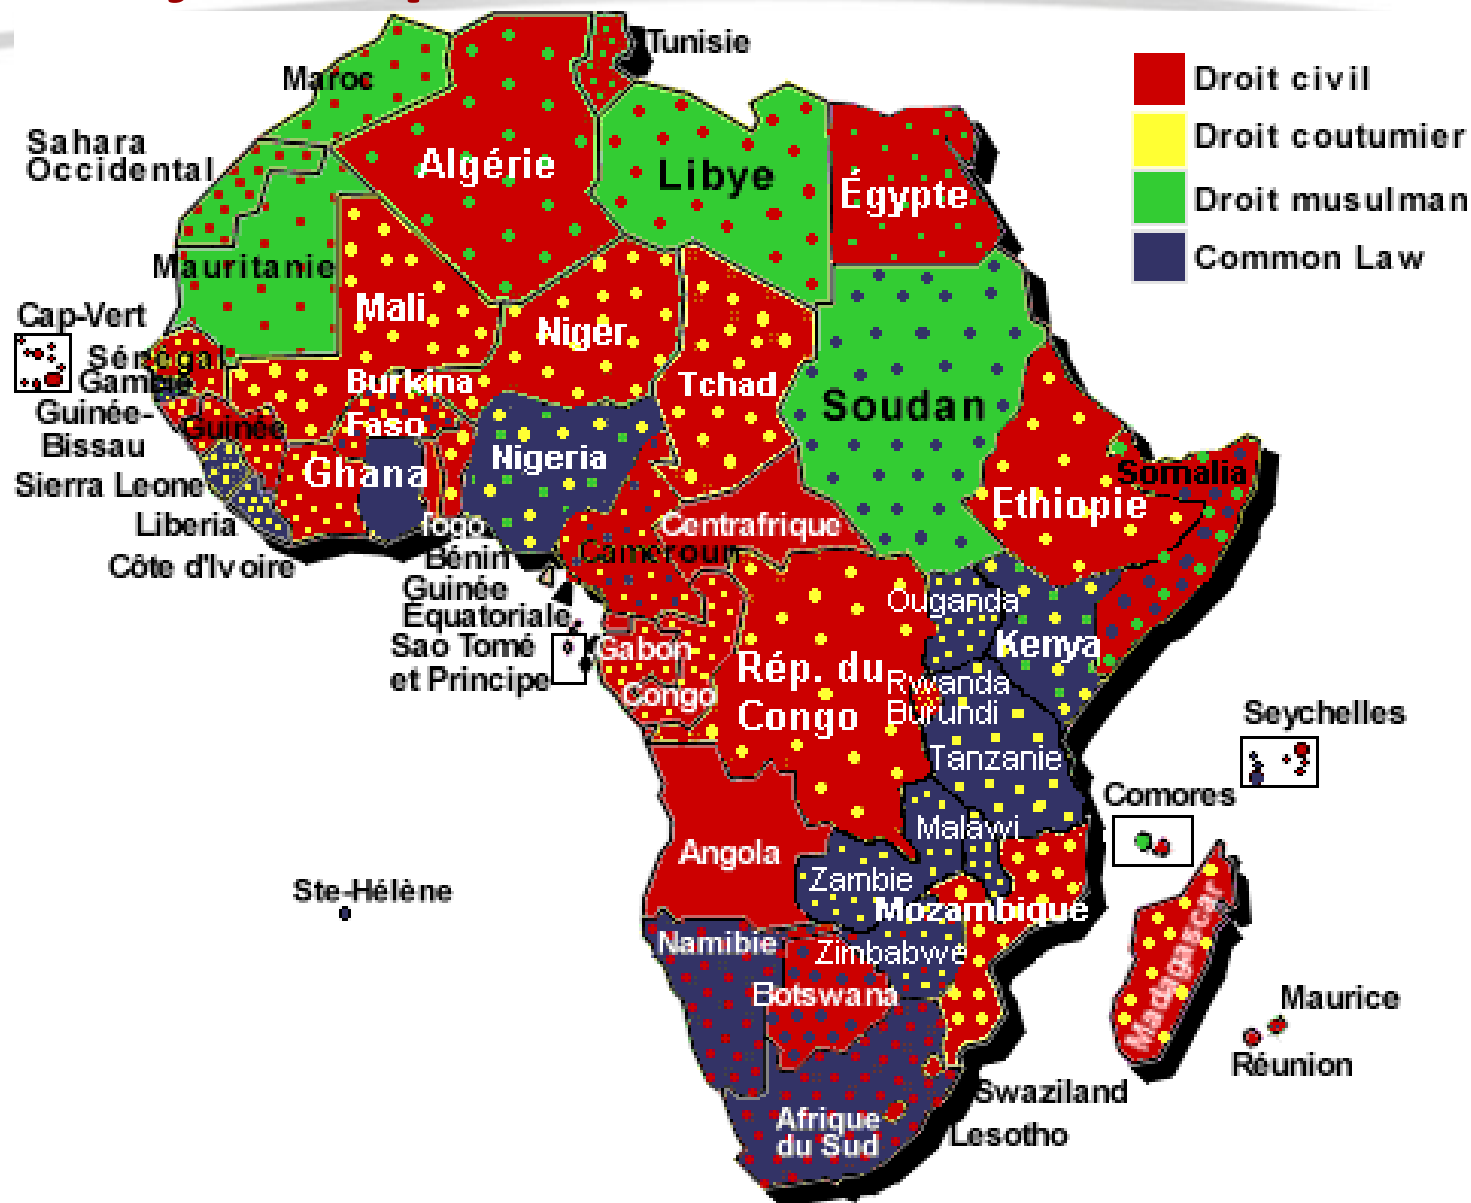 Tunisie
Maroc
Droit civil
Droit coutumier
Droit musulman
Common Law
Sahara
Occidental
Algérie
Libye
Égypte
Mauritanie
Mali
Niger
Tchad
Soudan
Cap-Vert
Sénégal
Gambie
Guinée-
Bissau
Guinée
Burkina
Faso
Ghana
Nigeria
Somalia
Ethiopie
Sierra Leone
Liberia
Côte d'Ivoire
Togo
Bénin
Guinée
Equatoriale
Centrafrique
Cameroun
Sao Tomé
et Principe
Gabon
Congo
Rép. du
Congo
Ouganda
Kenya
Rwanda
Burundi
Tanzanie
Seychelles
Comores
Malawi
Angola
Zambie
Mozambique
Ste-Hélène
Namibie
Zimbabwe
Botswana
Madagascar
Maurice
Réunion
Swaziland
Afrique
du Sud
Lesotho